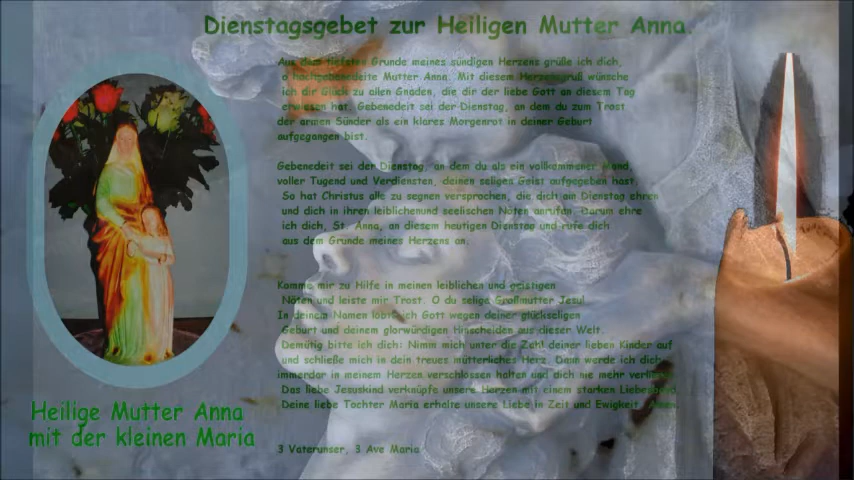 Dienstagsgebet zur Heiligen Mutter Anna.
Aus dem tiefsten Grunde meines sündigen Herzens grüße ich dich,
o hochgebenedeite Mutter Anna. Mit diesem Herzensgruß wünsche
ich dir Glück zu allen Gnaden, die dir der liebe Gott an diesem Tag
erwiesen hat. Gebenedeit sei der Dienstag, an dem du zum Trost
der armen Sünder als ein klares Morgenrot in deiner Geburt
aufgegangen bist.
Gebenedeit sei der Dienstag, an dem du als ein vollkommener Mond,
voller Tugend und Verdiensten, deinen seligen Geist aufgegeben hast.
So hat Christus alle zu segnen versprochen, die dich am Dienstag ehren
und dich in ihren leiblichenund seelischen Nöten anrufen. Darum ehre
ich dich, St. Anna, an diesem heutigen Dienstag und rufe dich
aus dem Grunde meines Herzens an.
Komme mir zu Hilfe in meinen leiblichen und geistigen
Nöten und leiste mir Trost. O du selige Großmutter Jesu!
In deinem Namen lobt sich Gott wegen deiner glückseligen
Geburt und deinem glorwürdigen Hinscheiden aus dieser Welt.
Demütig bitte ich dich: Nimm mich unter die Zahl deiner lieben Kinder auf
und schließe mich in dein treues mütterliches Herz. Dann werde ich dich
immerdar in meinem Herzen verschlossen halten und dich nie mehr verlieren.
Das liebe Jesuskind verknüpfe unsere Herzen mit einem starken Liebesband,
Deine liebe Tochter Maria erhalte unsere Liebe in Zeit und Ewigkeit. Amen.
3 Vaterunser, 3 Ave Maria
Heilige Mutter Anna
mit der kleinen Maria